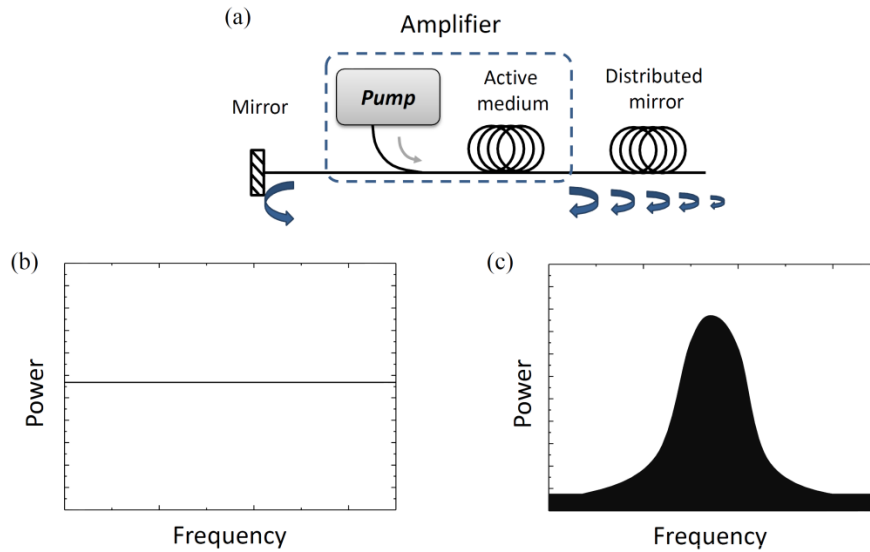 (a)
Amplifier
Mirror
Pump
Active
medium
Distributed
mirror
(b)
Power
Frequency
(c)
Power
Frequency